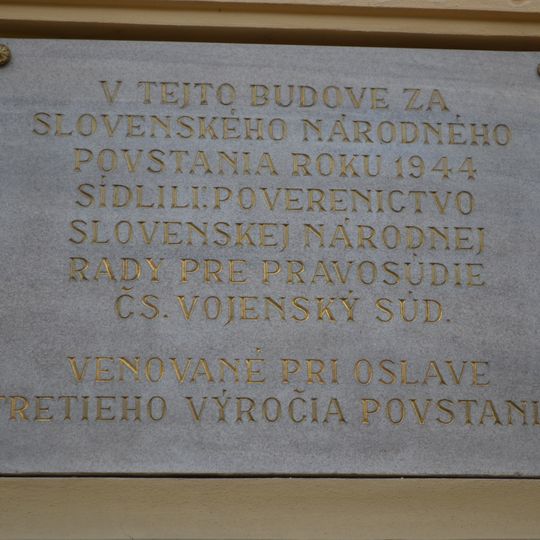 V TEJTO BUDOVE ZA
SLOVENSKÉHO NÁRODNÉHO
POVSTANIA ROKU 1944
SÍDLILI: POVERENICTVO
SLOVENSKEJ NÁRODNEJ
RADY PRE PRAVOSÚDIE
ČS. VOJENSKÝ SÚD.
VENOVANÉ PRI OSLAVE
TRETIEHO VÝROČIA POVSTANI